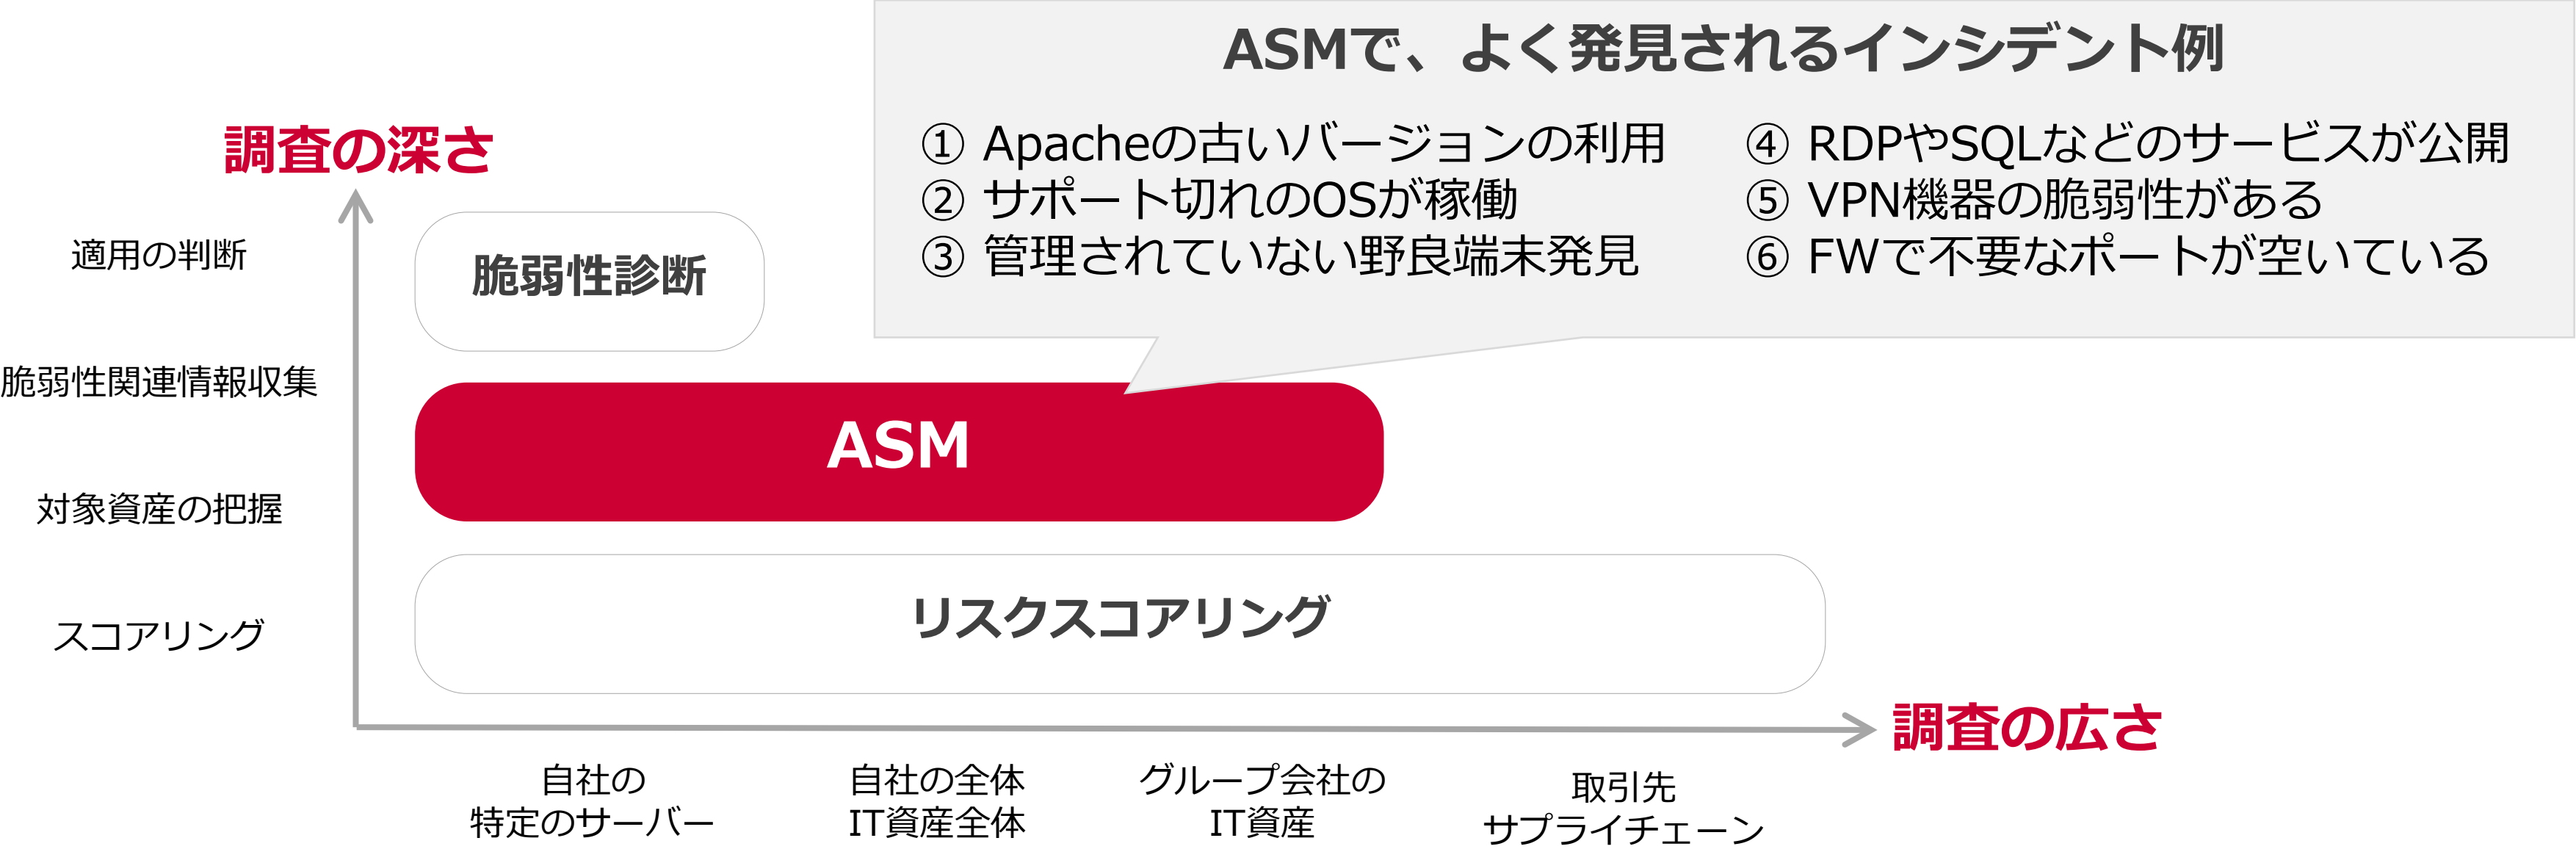 ASMで、よく発見されるインシデント例
① Apacheの古いバージョンの利用
② サポート切れのOSが稼働
③ 管理されていない野良端末発見
④ RDPやSQLなどのサービスが公開
⑤ VPN機器の脆弱性がある
⑥ FWで不要なポートが空いている
調査の深さ
適用の判断
脆弱性関連情報収集
対象資産の把握
スコアリング
脆弱性診断
ASM
リスクスコアリング
調査の広さ
自社の
特定のサーバー
自社の全体
IT資産全体
グループ会社の
IT資産
取引先
サプライチェーン